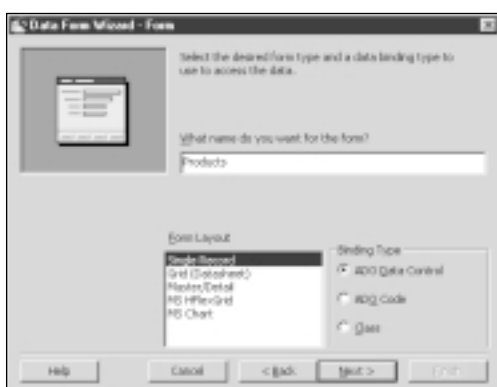 Data Form Wizard - Form
Select the desired form type and a data binding type to
use to access the data.
What name do you want for the form?
Products
Form Layout
Single Record
Grid (Datasheet)
Master/Detail
MS HFlexGrid
MS Chart
Binding Type
ADO Data Control
ADO Code
Class
Help
Cancel
< Back
Next >
Finish